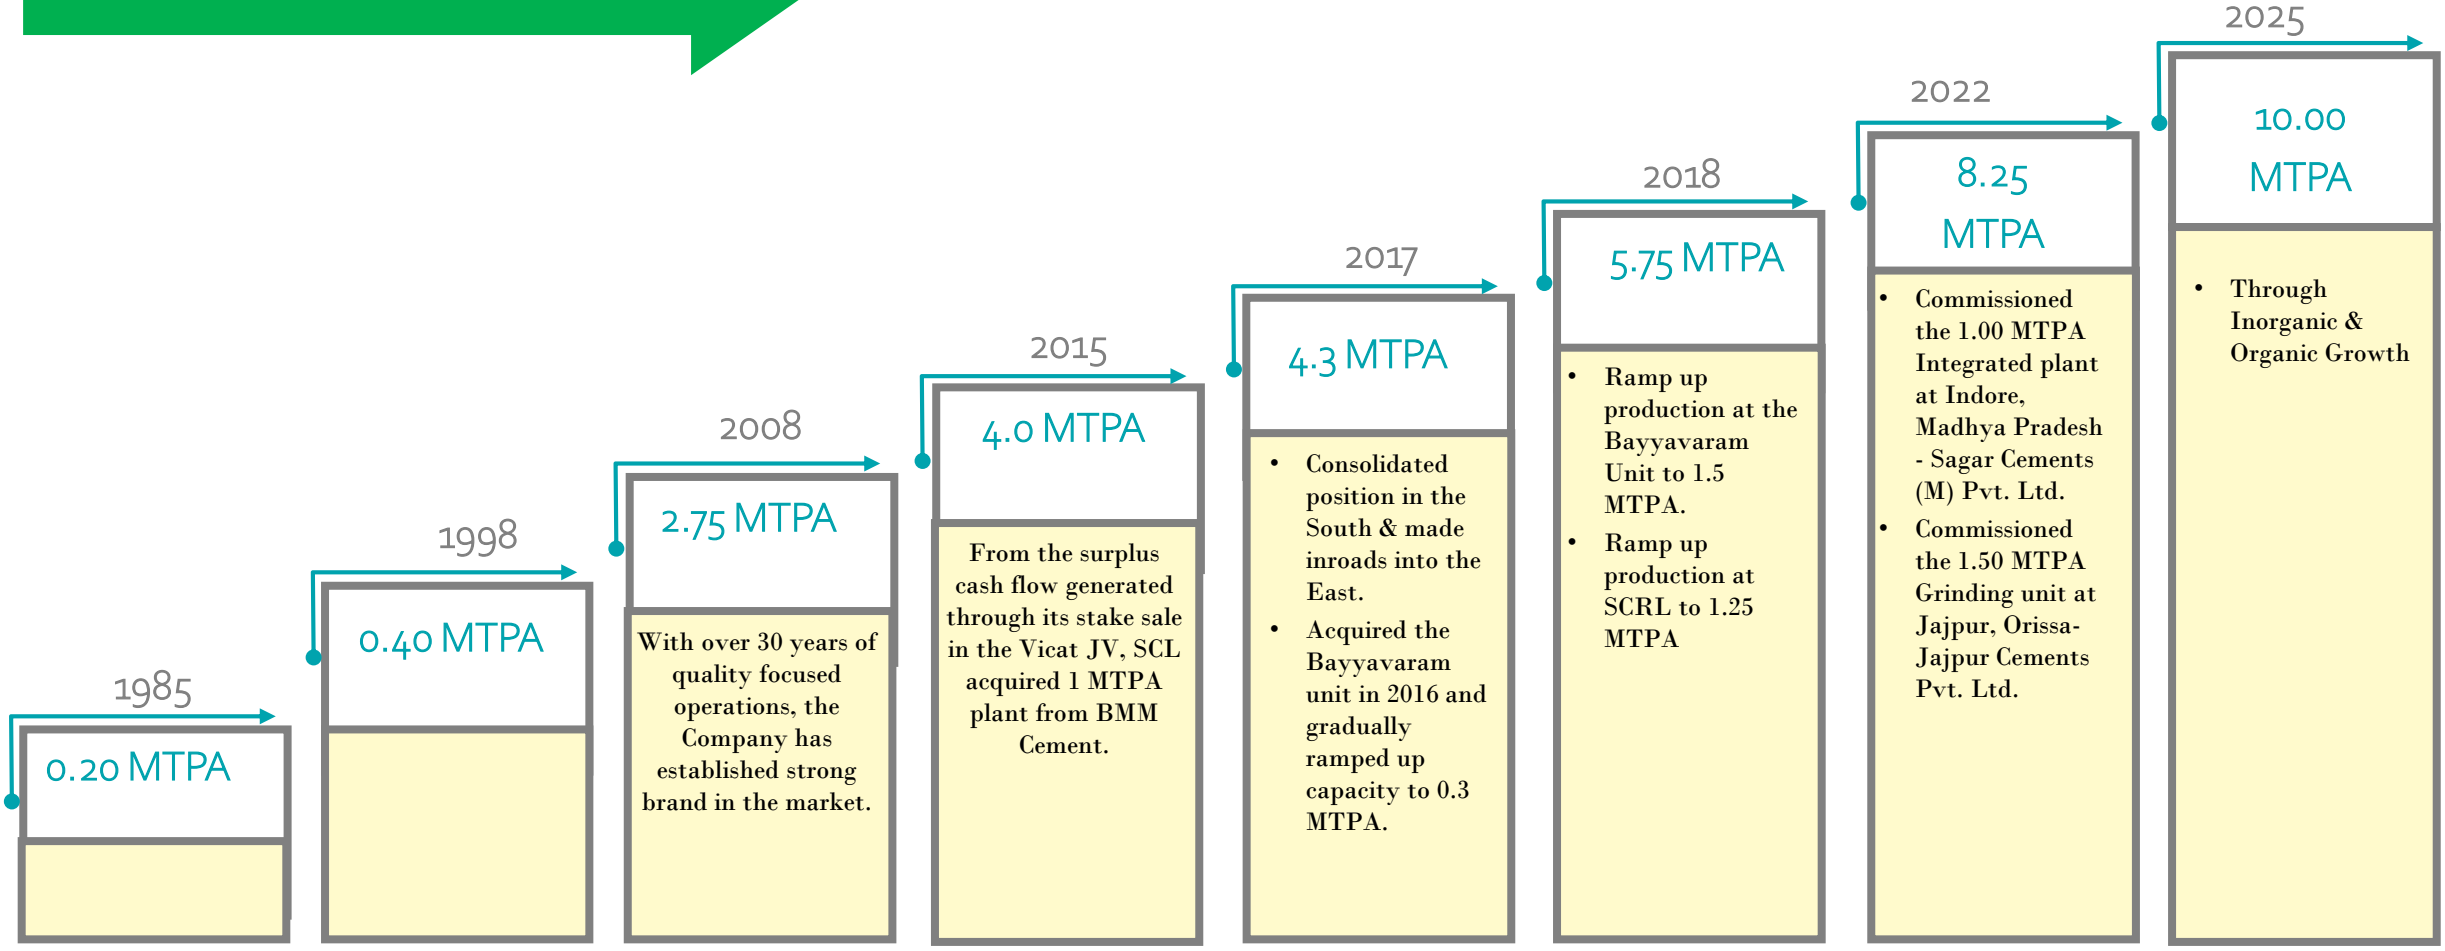 1985
0.20 MTPA
1998
0.40 MTPA
2008
2.75 MTPA
With over 30 years of
quality focused
operations, the
Company has
established strong
brand in the market.
2015
4.0 MTPA
From the surplus
cash flow generated
through its stake sale
in the Vicat JV, SCL
acquired 1 MTPA
plant from BMM
Cement.
2017
4.3 MTPA
• Consolidated
position in the
South & made
inroads into the
East.
• Acquired the
Bayyavaram
unit in 2016 and
gradually
ramped up
capacity to 0.3
MTPA.
2018
5.75 MTPA
• Ramp up
production at the
Bayyavaram
Unit to 1.5
MTPA.
• Ramp up
production at
SCRL to 1.25
MTPA
2022
8.25
MTPA
• Commissioned
the 1.00 MTPA
Integrated plant
at Indore,
Madhya Pradesh
- Sagar Cements
(M) Pvt. Ltd.
• Commissioned
the 1.50 MTPA
Grinding unit at
Jajpur, Orissa-
Jajpur Cements
Pvt. Ltd.
2025
10.00
MTPA
• Through
Inorganic &
Organic Growth